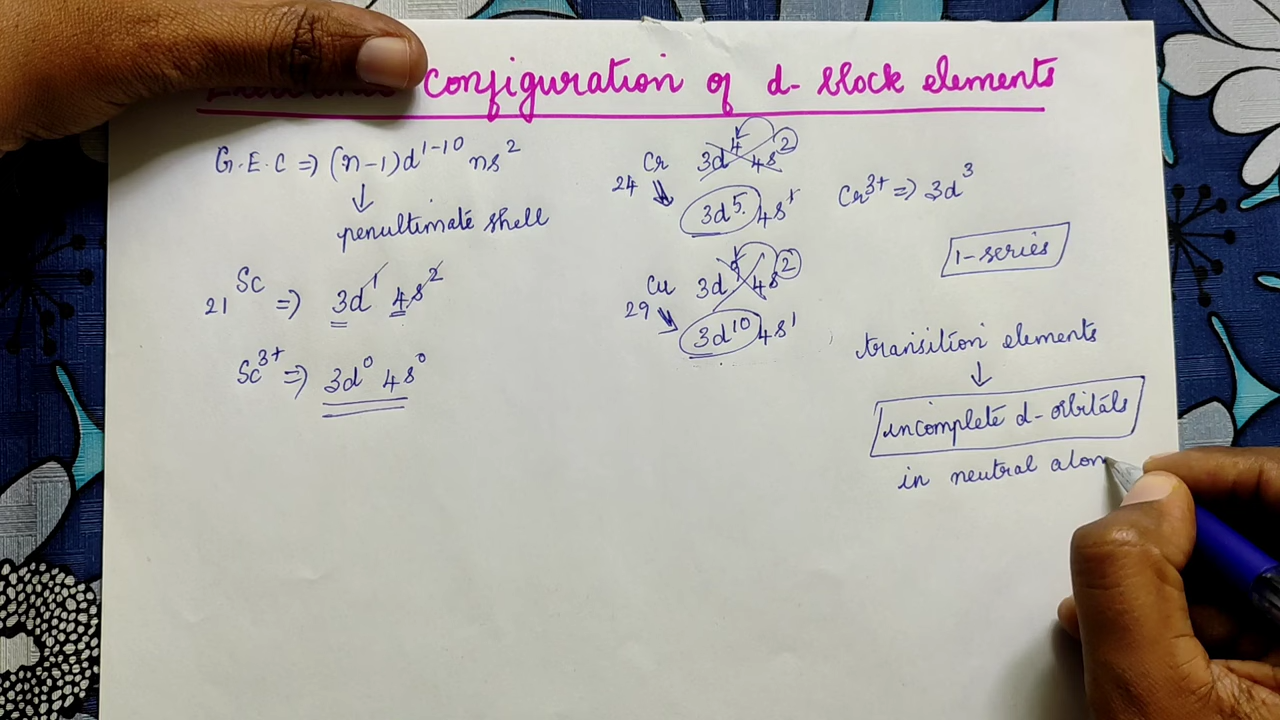 configuration of d- block elements
G.E.C => (n-1)d¹⁻¹⁰ ns²
↓
penultimate shell
21 Sc => 3d¹ 4s²
Sc³⁺ => 3d⁰ 4s⁰
Cr 3d⁴ 4s²
24
3d⁵ 4s¹
Cu 3d⁹ 4s²
29
3d¹⁰ 4s¹
Cr³⁺ => 3d³
1-series
transition elements
↓
incomplete d-orbitals
in neutral atom